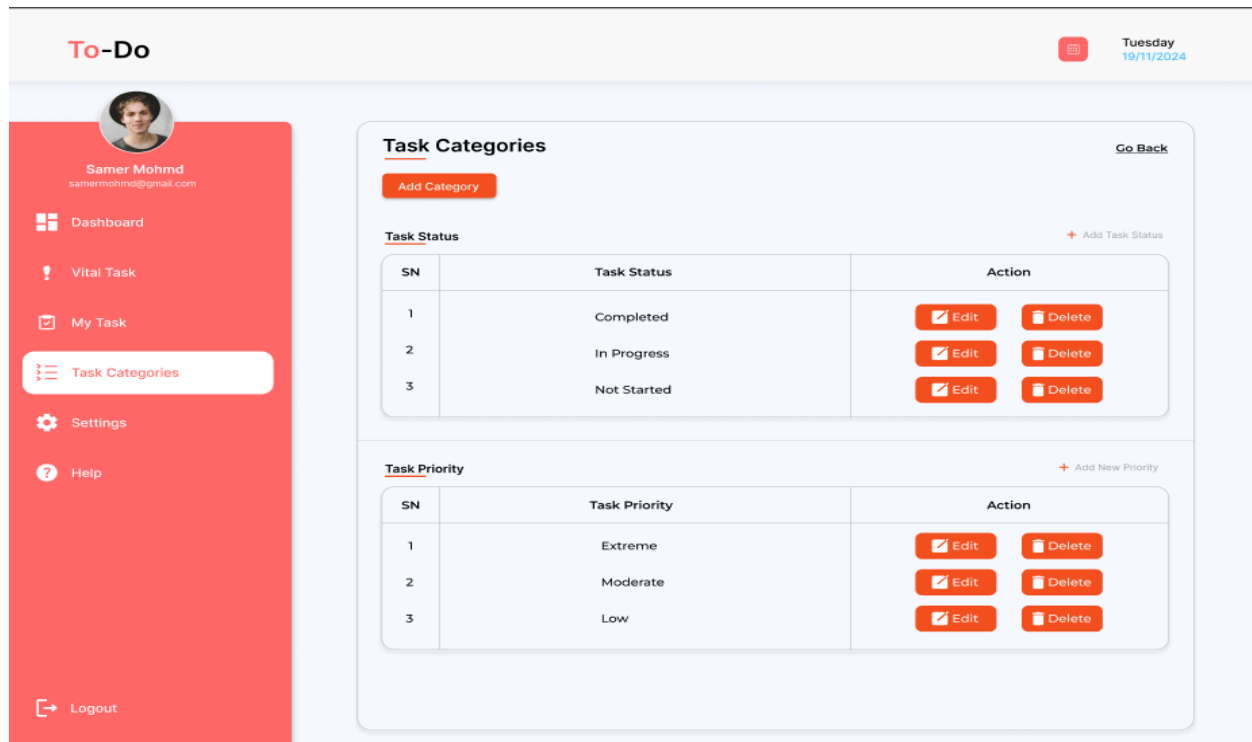 To-Do
Tuesday
19/11/2024
Samer Mohmd
samermohmd@gmail.com
Dashboard
Vital Task
My Task
Task Categories
Settings
Help
Logout
Task Categories
Go Back
Add Category
Task Status
+ Add Task Status
SN Task Status Action
1 Completed Edit Delete
2 In Progress Edit Delete
3 Not Started Edit Delete
Task Priority
+ Add New Priority
SN Task Priority Action
1 Extreme Edit Delete
2 Moderate Edit Delete
3 Low Edit Delete